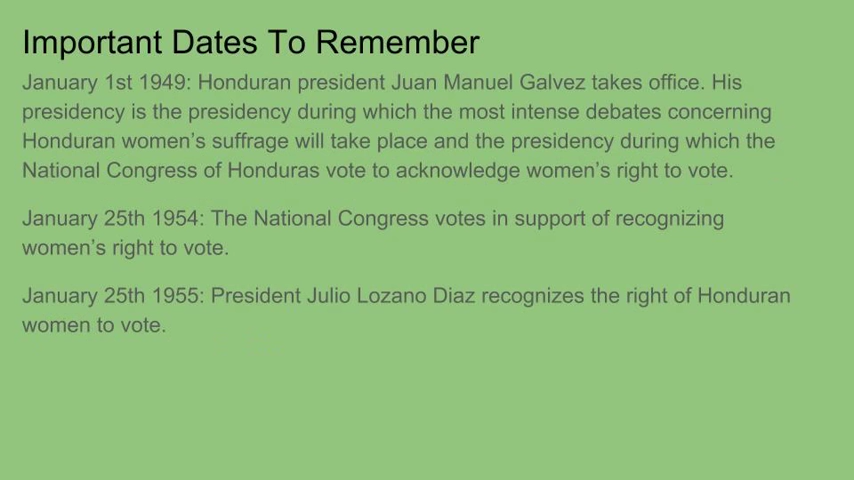 Important Dates To Remember
January 1st 1949: Honduran president Juan Manuel Galvez takes office. His
presidency is the presidency during which the most intense debates concerning
Honduran women’s suffrage will take place and the presidency during which the
National Congress of Honduras vote to acknowledge women’s right to vote.
January 25th 1954: The National Congress votes in support of recognizing
women’s right to vote.
January 25th 1955: President Julio Lozano Diaz recognizes the right of Honduran
women to vote.